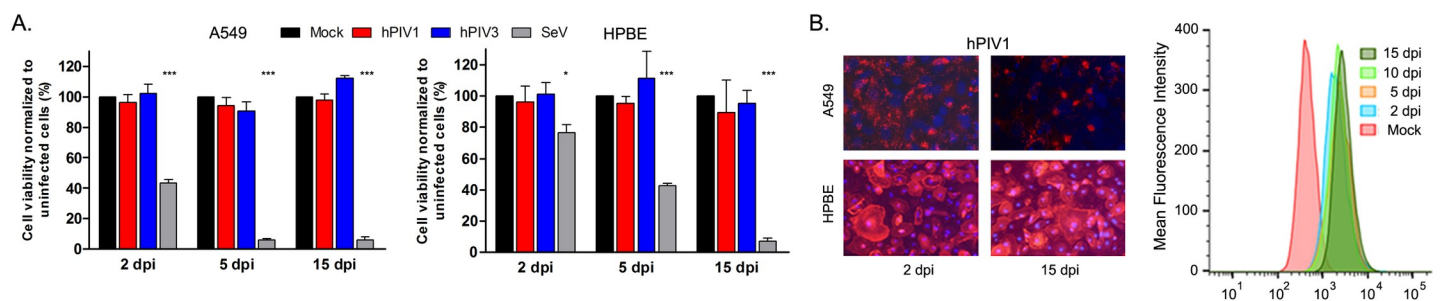 A.
A549
Mock hPIV1 hPIV3 SeV
HPBE
Cell viability normalized to
uninfected cells (%)
120
100
80
60
40
20
0
***
***
***
2 dpi 5 dpi 15 dpi
Cell viability normalized to
uninfected cells (%)
120
100
80
60
40
20
0
*
***
***
2 dpi 5 dpi 15 dpi
B.
hPIV1
A549
HPBE
2 dpi 15 dpi
Mean Fluorescence Intensity
400
300
200
100
0
15 dpi
10 dpi
5 dpi
2 dpi
Mock
10¹ 10² 10³ 10⁴ 10⁵